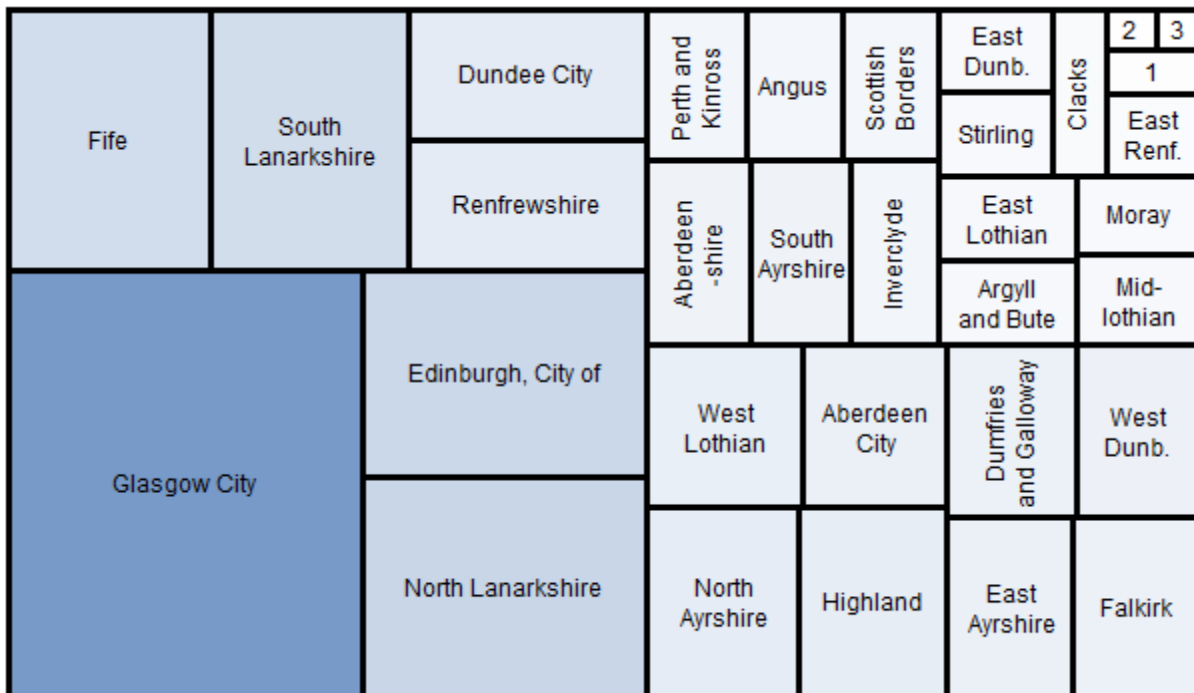 Fife
South
Lanarkshire
Dundee City
Renfrewshire
Glasgow City
Edinburgh, City of
North Lanarkshire
Perth and
Kinross
Angus
Scottish
Borders
East
Dunb.
Stirling
Clacks
2
3
1
East
Renf.
Aberdeen
-shire
South
Ayrshire
Inverclyde
East
Lothian
Moray
Argyll
and Bute
Mid-
lothian
West
Lothian
Aberdeen
City
Dumfries
and Galloway
West
Dunb.
North
Ayrshire
Highland
East
Ayrshire
Falkirk